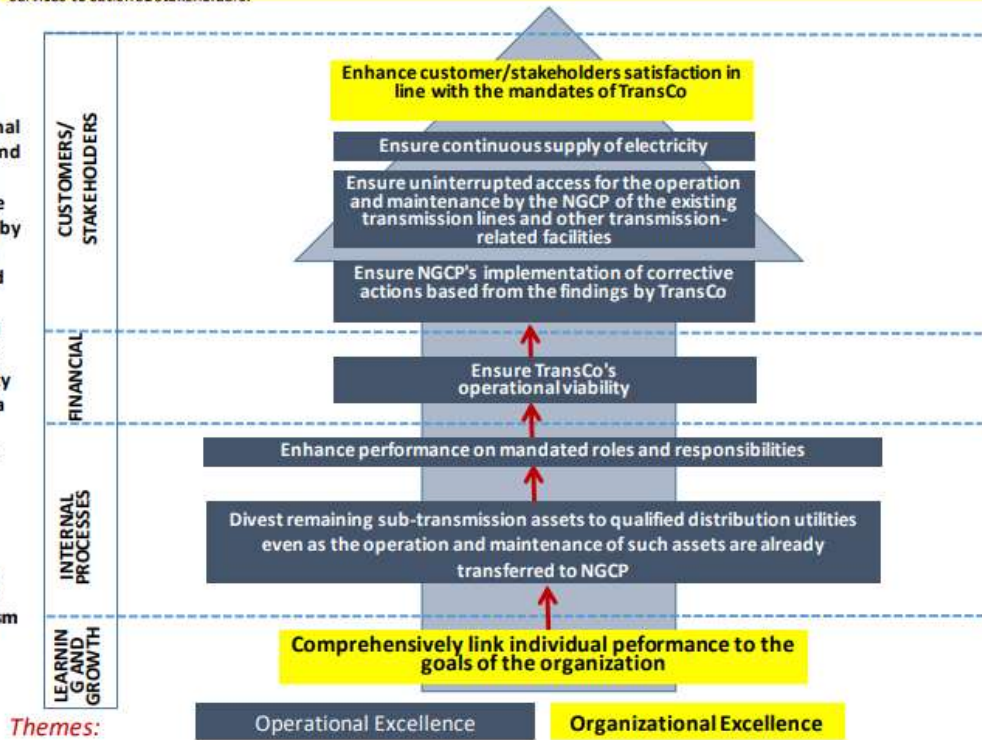 services to
CUSTOMERS/
STAKEHOLDERS
Enhance customer/stakeholders satisfaction in
line with the mandates of TransCo
Ensure continuous supply of electricity
Ensure uninterrupted access for the operation
and maintenance by the NGCP of the existing
transmission lines and other transmission-
related facilities
Ensure NGCP's implementation of corrective
actions based from the findings by TransCo
FINANCIAL
Ensure TransCo's
operational viability
INTERNAL
PROCESSES
Enhance performance on mandated roles and responsibilities
Divest remaining sub-transmission assets to qualified distribution utilities
even as the operation and maintenance of such assets are already
transferred to NGCP
LEARNIN
G AND
GROWTH
Comprehensively link individual peformance to the
goals of the organization
Themes:
Operational Excellence
Organizational Excellence
by